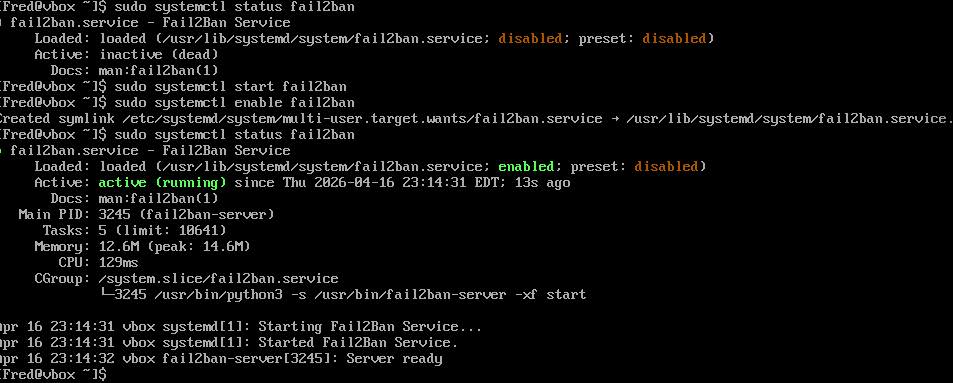 [Fred@vbox ~]$ sudo systemctl status fail2ban
fail2ban.service - Fail2Ban Service
Loaded: loaded (/usr/lib/systemd/system/fail2ban.service; disabled; preset: disabled)
Active: inactive (dead)
Docs: man:fail2ban(1)
[Fred@vbox ~]$ sudo systemctl start fail2ban
[Fred@vbox ~]$ sudo systemctl enable fail2ban
Created symlink /etc/systemd/system/multi-user.target.wants/fail2ban.service → /usr/lib/systemd/system/fail2ban.service.
[Fred@vbox ~]$ sudo systemctl status fail2ban
● fail2ban.service - Fail2Ban Service
Loaded: loaded (/usr/lib/systemd/system/fail2ban.service; enabled; preset: disabled)
Active: active (running) since Thu 2026-04-16 23:14:31 EDT; 13s ago
Docs: man:fail2ban(1)
Main PID: 3245 (fail2ban-server)
Tasks: 5 (limit: 10641)
Memory: 12.6M (peak: 14.6M)
CPU: 129ms
CGroup: /system.slice/fail2ban.service
└─3245 /usr/bin/python3 -s /usr/bin/fail2ban-server -xf start
Apr 16 23:14:31 vbox systemd[1]: Starting Fail2Ban Service...
Apr 16 23:14:31 vbox systemd[1]: Started Fail2Ban Service.
Apr 16 23:14:32 vbox fail2ban-server[3245]: Server ready
[Fred@vbox ~]$